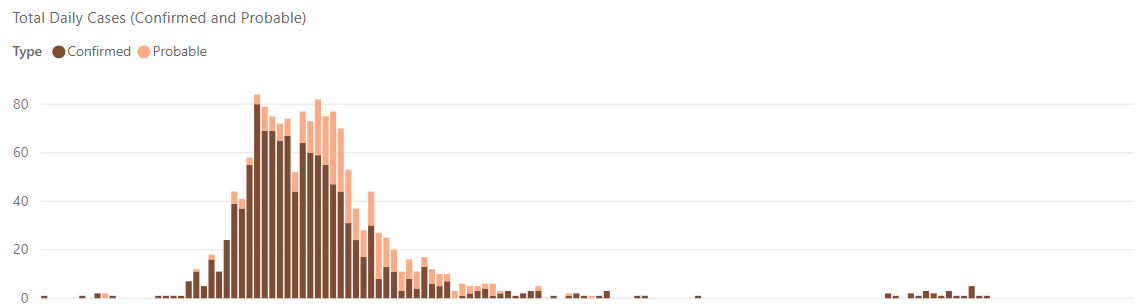 Total Daily Cases (Confirmed and Probable)
Type Confirmed Probable
80
60
40
20
0